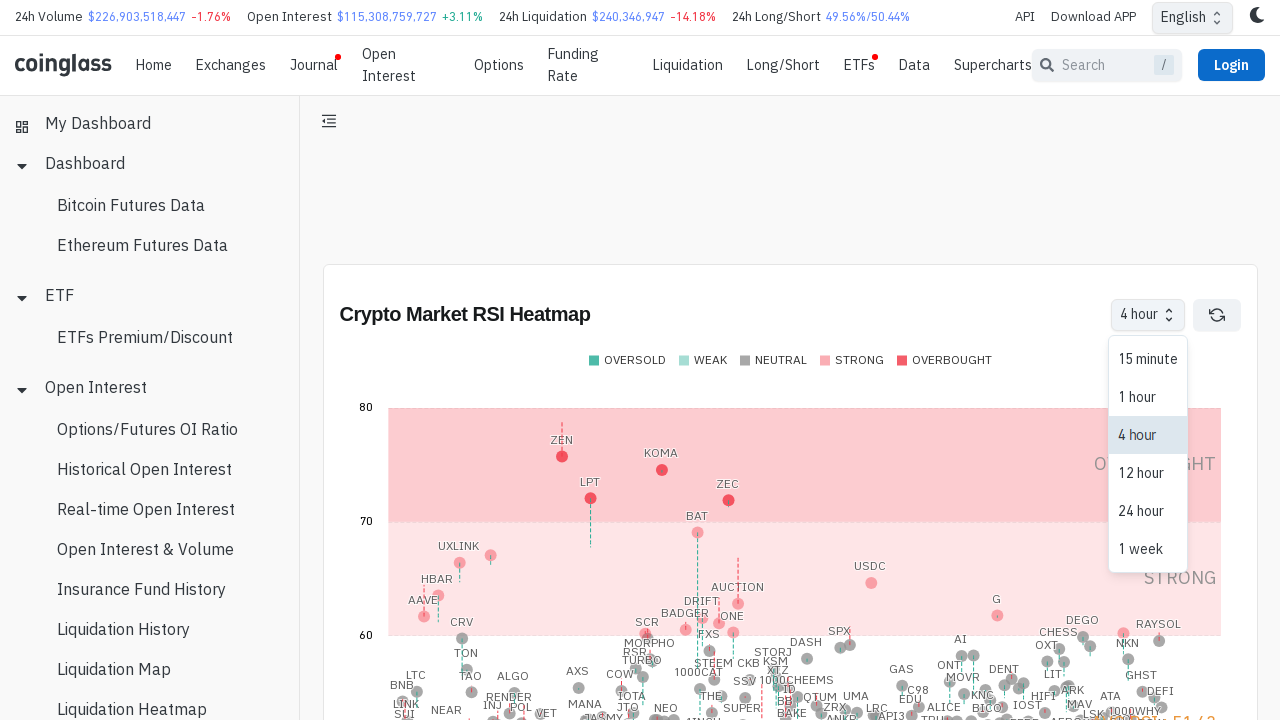 24h Volume $226,903,518,447 -1.76% Open Interest $115,308,759,727 +3.11% 24h Liquidation $240,346,947 -14.18% 24h Long/Short 49.56%/50.44% API Download APP English
coinglass Home Exchanges Journal Open Interest Options Funding Rate Liquidation Long/Short ETFs Data Supercharts Search / Login
My Dashboard
Dashboard
Bitcoin Futures Data
Ethereum Futures Data
ETF
ETFs Premium/Discount
Open Interest
Options/Futures OI Ratio
Historical Open Interest
Real-time Open Interest
Open Interest & Volume
Insurance Fund History
Liquidation History
Liquidation Map
Liquidation Heatmap
Crypto Market RSI Heatmap 4 hour
15 minute
1 hour
4 hour
12 hour
24 hour
1 week
OVERSOLD WEAK NEUTRAL STRONG OVERBOUGHT
80
ZEN
KOMA
LPT
ZEC
70
BAT
UXLINK
USDC
STRONG
HBAR
AUCTION
AAVE
DRIFT
G
BADGER
ONE
CRV
SCR
DEGO
RAYSOL
60
FXS
SPX
CHESS
MORPHO
DASH
AI
OXT
NKN
TON
RSR
STORJ
TURBO
STEEM
CKB
KSM
AXS
COW
1000CAT
XTZ
GAS
ONT
DENT
LTC
TAO
ALGO
SSV
1000CHEEMS
MOVR
LIT
GHST
BNB
ID
C98
ARK
DEFI
RENDER
IOTA
THE
QTUM
UMA
EDU
KNC
HIFI
ATA
LINK
INJ
POL
MANA
JTO
NEO
SUPER
BB
ZRX
LRC
ALICE
BICO
IOST
MAV
SUI
NEAR
VET
JASMY
BAKE
API3
LSK
1000WHY